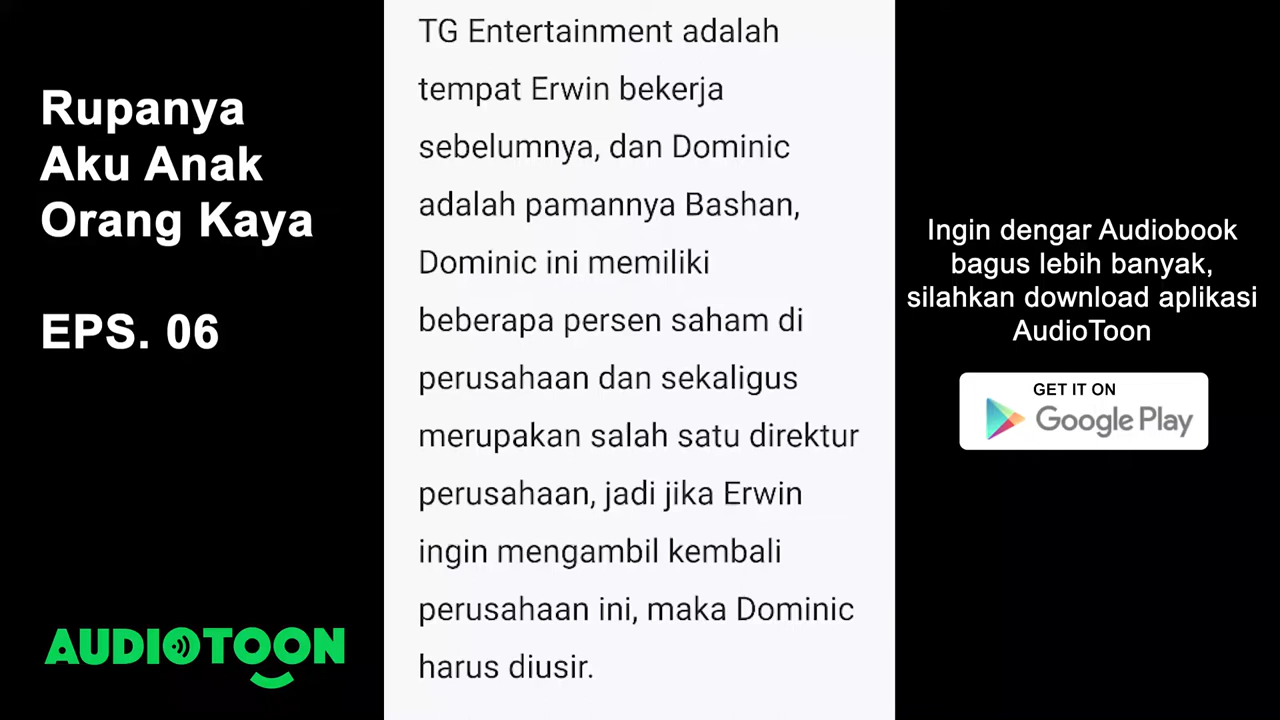 Rupanya
Aku Anak
Orang Kaya
EPS. 06
AUDIOTOON
TG Entertainment adalah
tempat Erwin bekerja
sebelumnya, dan Dominic
adalah pamannya Bashan,
Dominic ini memiliki
beberapa persen saham di
perusahaan dan sekaligus
merupakan salah satu direktur
perusahaan, jadi jika Erwin
ingin mengambil kembali
perusahaan ini, maka Dominic
harus diusir.
Ingin dengar Audiobook
bagus lebih banyak,
silahkan download aplikasi
AudioToon
GET IT ON
Google Play